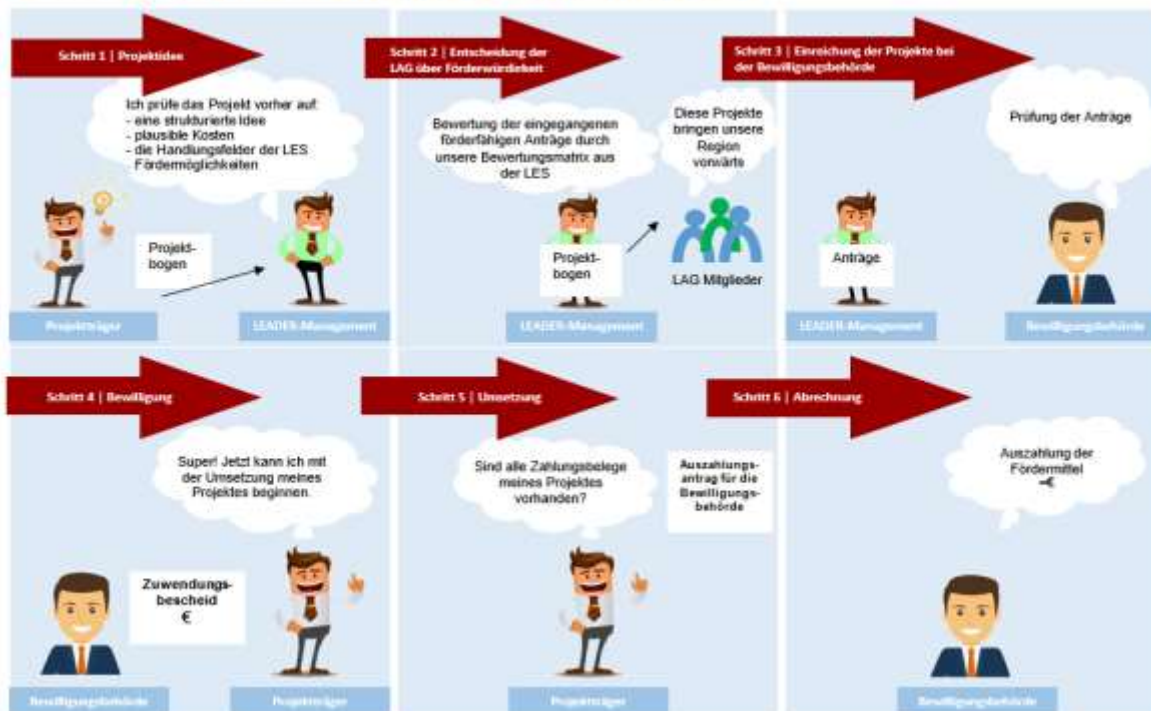 Schritt 1 | Projektidee
Ich prüfe das Projekt vorher auf:
- eine strukturierte Idee
- plausible Kosten
- die Handlungsfelder der LES
Fördermöglichkeiten
Projekt-
bogen
Projektträger
LEADER-Management
Schritt 2 | Entscheidung der
LAG über Förderwürdigkeit
Bewertung der eingegangenen
förderfähigen Anträge durch
unsere Bewertungsmatrix aus
der LES
Diese Projekte
bringen unsere
Region
vorwärts
Projekt-
bogen
LAG Mitglieder
LEADER-Management
Schritt 3 | Einreichung der Projekte bei
der Bewilligungsbehörde
Prüfung der Anträge
Anträge
LEADER-Management
Bewilligungsbehörde
Schritt 4 | Bewilligung
Super! Jetzt kann ich mit
der Umsetzung meines
Projektes beginnen.
Zuwendungs-
bescheid
€
Bewilligungsbehörde
Projektträger
Schritt 5 | Umsetzung
Sind alle Zahlungsbelege
meines Projektes
vorhanden?
Auszahlungs-
antrag für die
Bewilligungs-
behörde
Projektträger
Schritt 6 | Abrechnung
Auszahlung der
Fördermittel
€
Bewilligungsbehörde